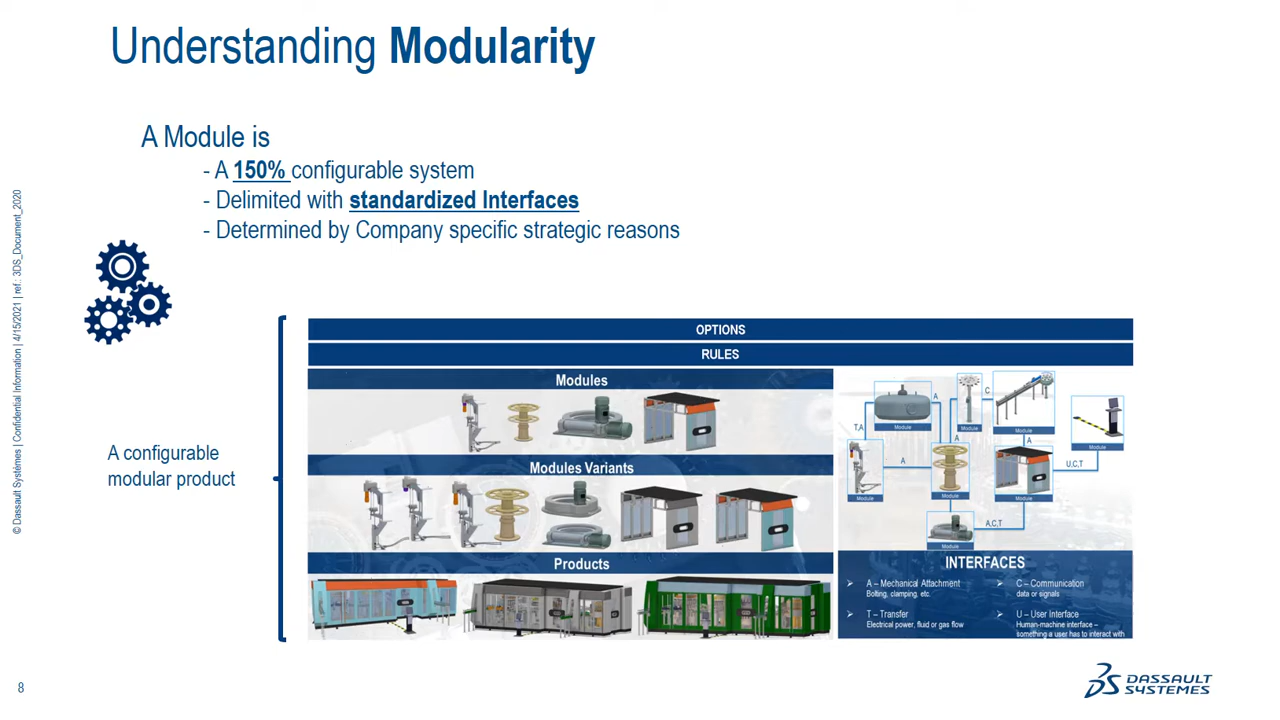 Understanding Modularity
A Module is
- A 150% configurable system
- Delimited with standardized Interfaces
- Determined by Company specific strategic reasons
© Dassault Systèmes | Confidential Information | 4/15/2021 | ref.: 3DS_Document_2020
A configurable
modular product
OPTIONS
RULES
Modules
Modules Variants
Products
A
C
T,A
Module
Module
Module
Module
A
A
A
U,C,T
Module
Module
Module
A,C,T
Module
INTERFACES
➢ A – Mechanical Attachment
Bolting, clamping, etc.
➢ T – Transfer
Electrical power, fluid or gas flow
➢ C – Communication
data or signals
➢ U – User Interface
Human-machine interface –
something a user has to interact with
8
DASSAULT
SYSTEMES